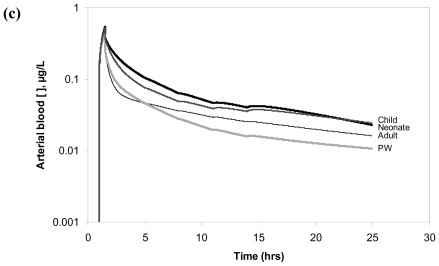 (c)
Arterial blood [ ], µg/L
1
0.1
0.01
0.001
Child
Neonate
Adult
PW
0 5 10 15 20 25 30
Time (hrs)